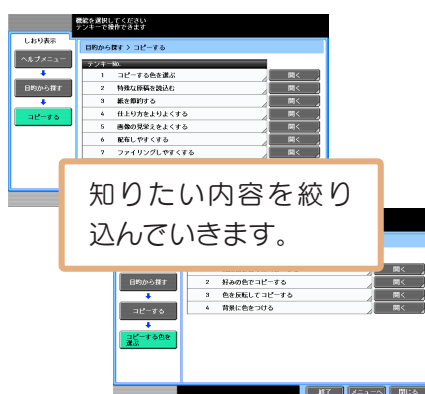 機能を選択してください
テンキーで操作できます
しおり表示
目的から探す > コピーする
ヘルプメニュー
テンキーNo.
1 コピーする色を選ぶ 開く
目的から探す
2 特殊な原稿を読込む 開く
3 紙を節約する 開く
コピーする
4 仕上り方をよりよくする 開く
5 画像の見栄えをよくする 開く
6 配布しやすくする 開く
7 ファイリングしやすくする 開く
知りたい内容を絞り
込んでいきます。
開く
目的から探す
2 好みの色でコピーする 開く
3 色を反転してコピーする 開く
コピーする
4 背景に色をつける 開く
コピーする色を
選ぶ
終了 メニューへ 閉じる